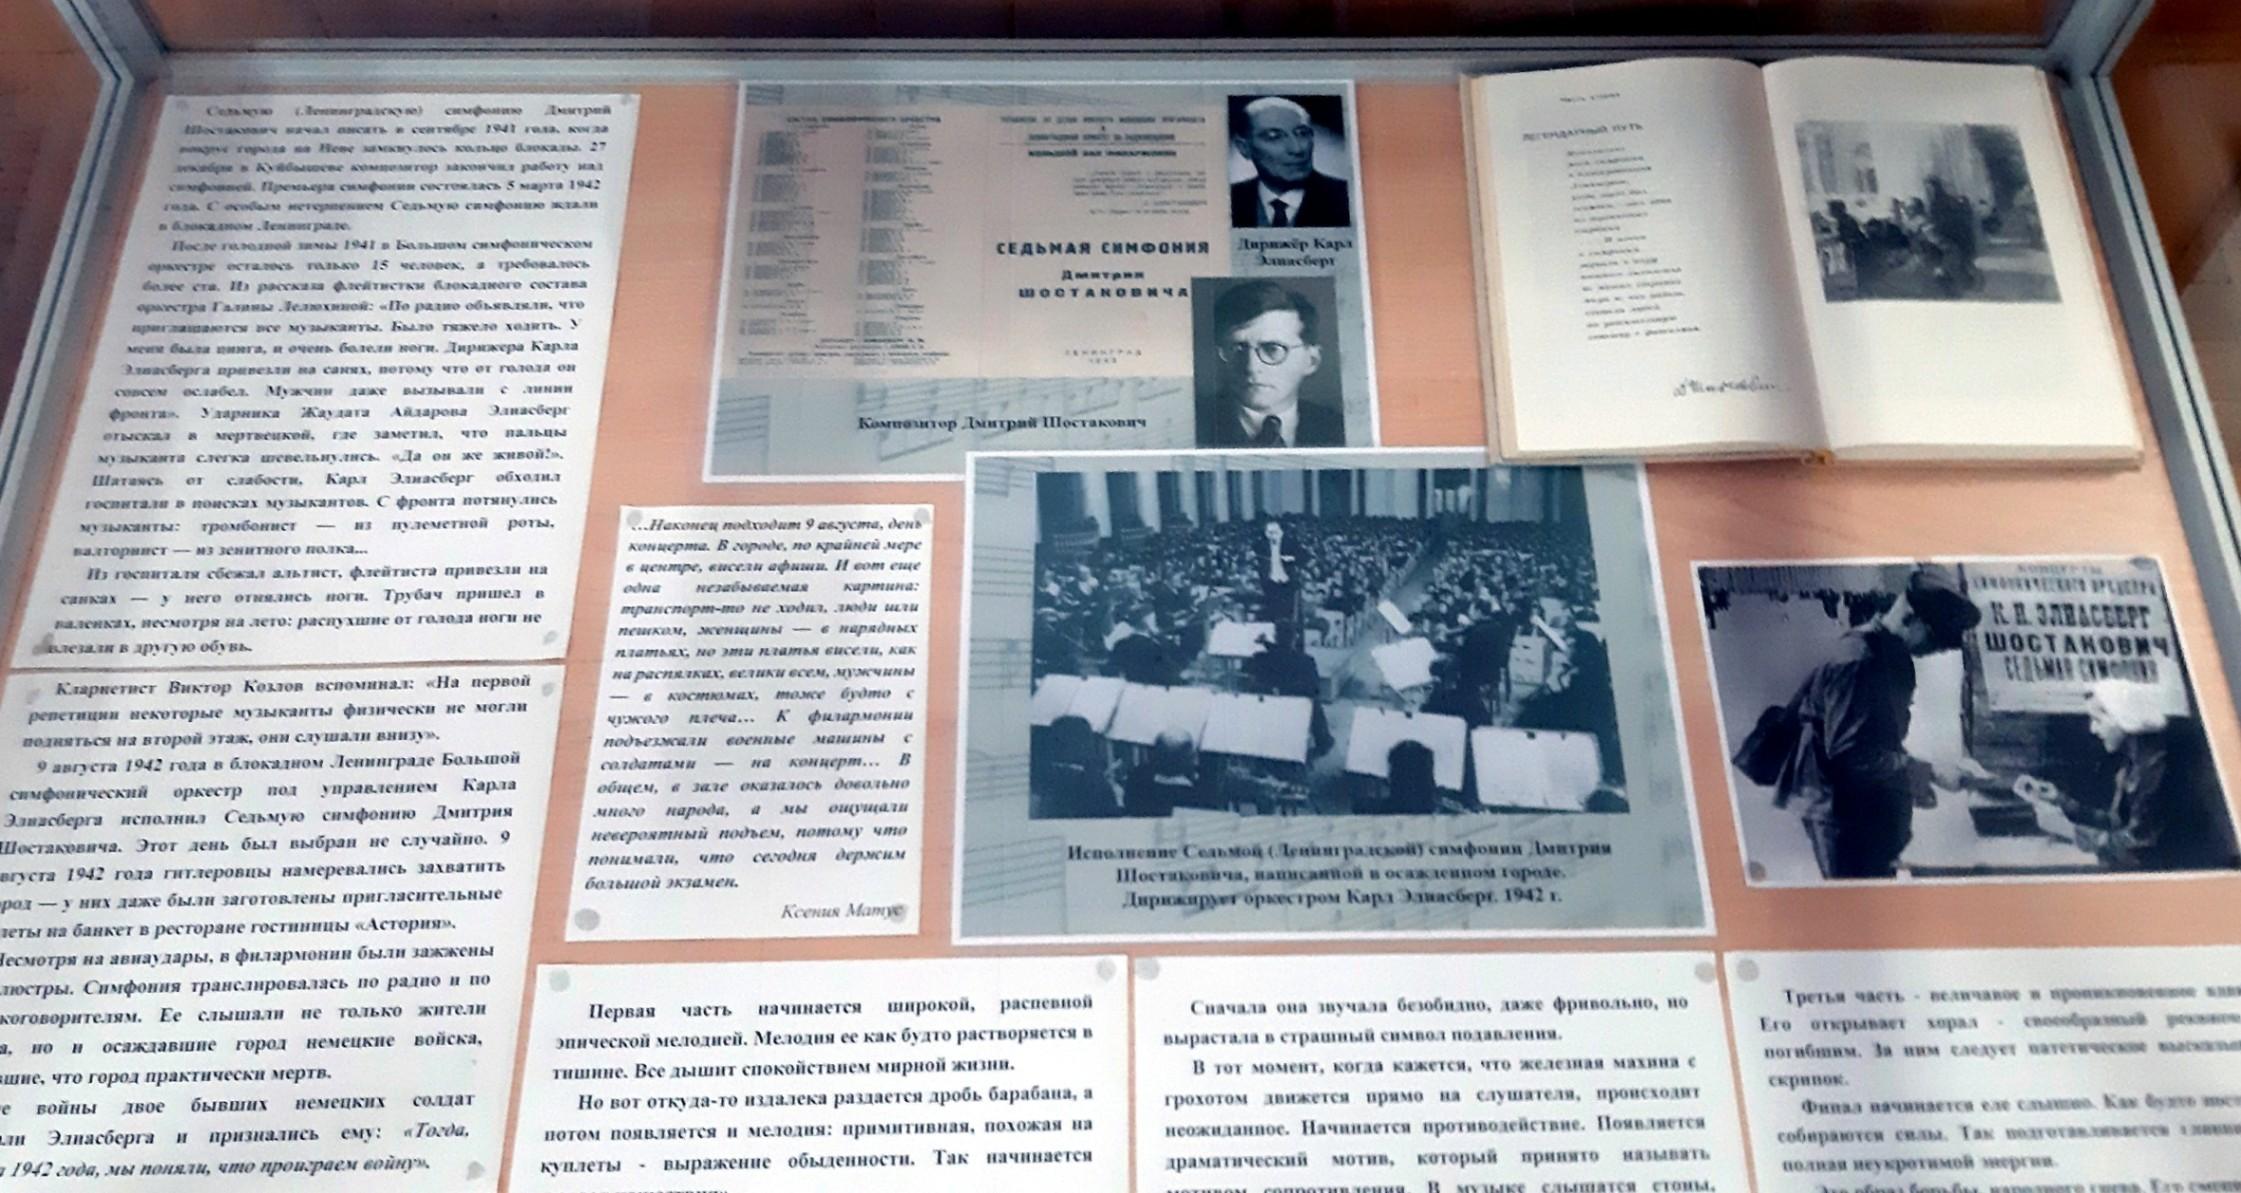 Седьмую (Ленинградскую) симфонию Дмитрий
Шостакович начал писать в сентябре 1941 года, когда
вокруг города на Неве замкнулось кольцо блокады. 27
декабря в Куйбышеве композитор закончил работу над
симфонией. Премьера симфонии состоялась 5 марта 1942
года. С особым нетерпением Седьмую симфонию ждали
в блокадном Ленинграде.
После голодной зимы 1941 в Большом симфоническом
оркестре осталось только 15 человек, а требовалось
более ста. Из рассказа флейтистки блокадного состава
оркестра Галины Лелюхиной: «По радио объявляли, что
приглашаются все музыканты. Было тяжело ходить. У
меня была цинга, и очень болели ноги. Дирижера Карла
Элиасберга привезли на санях, потому что от голода он
совсем ослабел. Мужчин даже вызывали с линии
фронта». Ударника Жаудата Айдарова Элиасберг
отыскал в мертвецкой, где заметил, что пальцы
музыканта слегка шевельнулись. «Да он же живой!».
Шатаясь от слабости, Карл Элиасберг обходил
госпитали в поисках музыкантов. С фронта потянулись
музыканты: тромбонист — из пулеметной роты,
валторнист — из зенитного полка...
Из госпиталя сбежал альтист, флейтиста привезли на
санках — у него отнялись ноги. Трубач пришел в
валенках, несмотря на лето: распухшие от голода ноги не
влезали в другую обувь.
Кларнетист Виктор Козлов вспоминал: «На первой
репетиции некоторые музыканты физически не могли
подняться на второй этаж, они слушали внизу».
9 августа 1942 года в блокадном Ленинграде Большой
симфонический оркестр под управлением Карла
Элиасберга исполнил Седьмую симфонию Дмитрия
Шостаковича. Этот день был выбран не случайно. 9
вгуста 1942 года гитлеровцы намеревались захватить
род — у них даже были заготовлены пригласительные
леты на банкет в ресторане гостиницы «Астория».
Несмотря на авиаудары, в филармонии были зажжены
люстры. Симфония транслировалась по радио и по
коговорителям. Ее слышали не только жители
а, но и осаждавшие город немецкие войска,
вшие, что город практически мертв.
е войны двое бывших немецких солдат
ли Элиасберга и признались ему: «Тогда,
а 1942 года, мы поняли, что проиграем войну».
СОСТАВ СИМФОНИЧЕСКОГО ОРКЕСТРА
СЕДЬМАЯ СИМФОНИЯ
Дмитрия
ШОСТАКОВИЧА
ЛЕНИНГРАД
1942
Дирижёр Карл
Элиасберг
Композитор Дмитрий Шостакович
ЛЕГЕНДАРНЫЙ ПУТЬ
…Наконец подходит 9 августа, день
концерта. В городе, по крайней мере
в центре, висели афиши. И вот еще
одна незабываемая картина:
транспорт-то не ходил, люди шли
пешком, женщины — в нарядных
платьях, но эти платья висели, как
на распялках, велики всем, мужчины
— в костюмах, тоже будто с
чужого плеча… К филармонии
подъезжали военные машины с
солдатами — на концерт… В
общем, в зале оказалось довольно
много народа, а мы ощущали
невероятный подъем, потому что
понимали, что сегодня держим
большой экзамен.
Ксения Матус
Исполнение Седьмой (Ленинградской) симфонии Дмитрия
Шостаковича, написанной в осажденном городе.
Дирижирует оркестром Карл Элиасберг. 1942 г.
КОНЦЕРТЫ
СИМФОНИЧЕСКОГО ОРКЕСТРА
К. И. ЭЛИАСБЕРГ
ШОСТАКОВИЧ
СЕДЬМАЯ СИМФОНИЯ
Первая часть начинается широкой, распевной
эпической мелодией. Мелодия ее как будто растворяется в
тишине. Все дышит спокойствием мирной жизни.
Но вот откуда-то издалека раздается дробь барабана, а
потом появляется и мелодия: примитивная, похожая на
куплеты - выражение обыденности. Так начинается
Сначала она звучала безобидно, даже фривольно, но
вырастала в страшный символ подавления.
В тот момент, когда кажется, что железная махина с
грохотом движется прямо на слушателя, происходит
неожиданное. Начинается противодействие. Появляется
драматический мотив, который принято называть
мотивом сопротивления. В музыке слышатся стоны,
Третья часть - величавое и проникновенное
Его открывает хорал - своеобразный
погибшим. За ним следует патетическое
скрипок.
Финал начинается еле слышно. Как будто
собираются силы. Так подготавливается
полная неукротимой энергии.
Это образ борьбы, народного гнева. Его